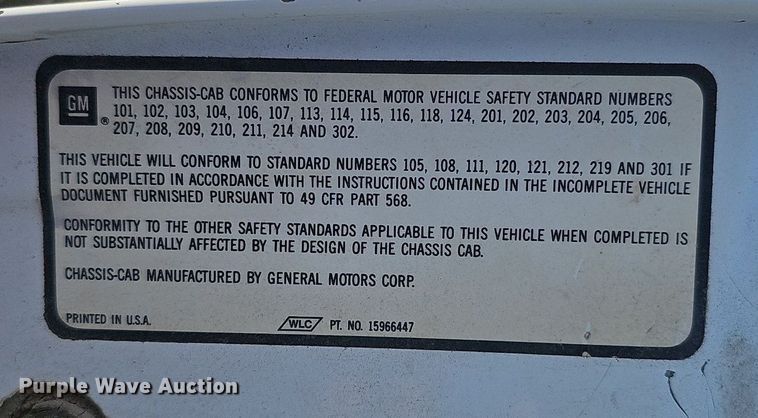 GM ® THIS CHASSIS-CAB CONFORMS TO FEDERAL MOTOR VEHICLE SAFETY STANDARD NUMBERS
101, 102, 103, 104, 106, 107, 113, 114, 115, 116, 118, 124, 201, 202, 203, 204, 205, 206,
207, 208, 209, 210, 211, 214 AND 302.
THIS VEHICLE WILL CONFORM TO STANDARD NUMBERS 105, 108, 111, 120, 121, 212, 219 AND 301 IF
IT IS COMPLETED IN ACCORDANCE WITH THE INSTRUCTIONS CONTAINED IN THE INCOMPLETE VEHICLE
DOCUMENT FURNISHED PURSUANT TO 49 CFR PART 568.
CONFORMITY TO THE OTHER SAFETY STANDARDS APPLICABLE TO THIS VEHICLE WHEN COMPLETED IS
NOT SUBSTANTIALLY AFFECTED BY THE DESIGN OF THE CHASSIS CAB.
CHASSIS-CAB MANUFACTURED BY GENERAL MOTORS CORP.
PRINTED IN U.S.A. WLC PT. NO. 15966447
Purple Wave Auction